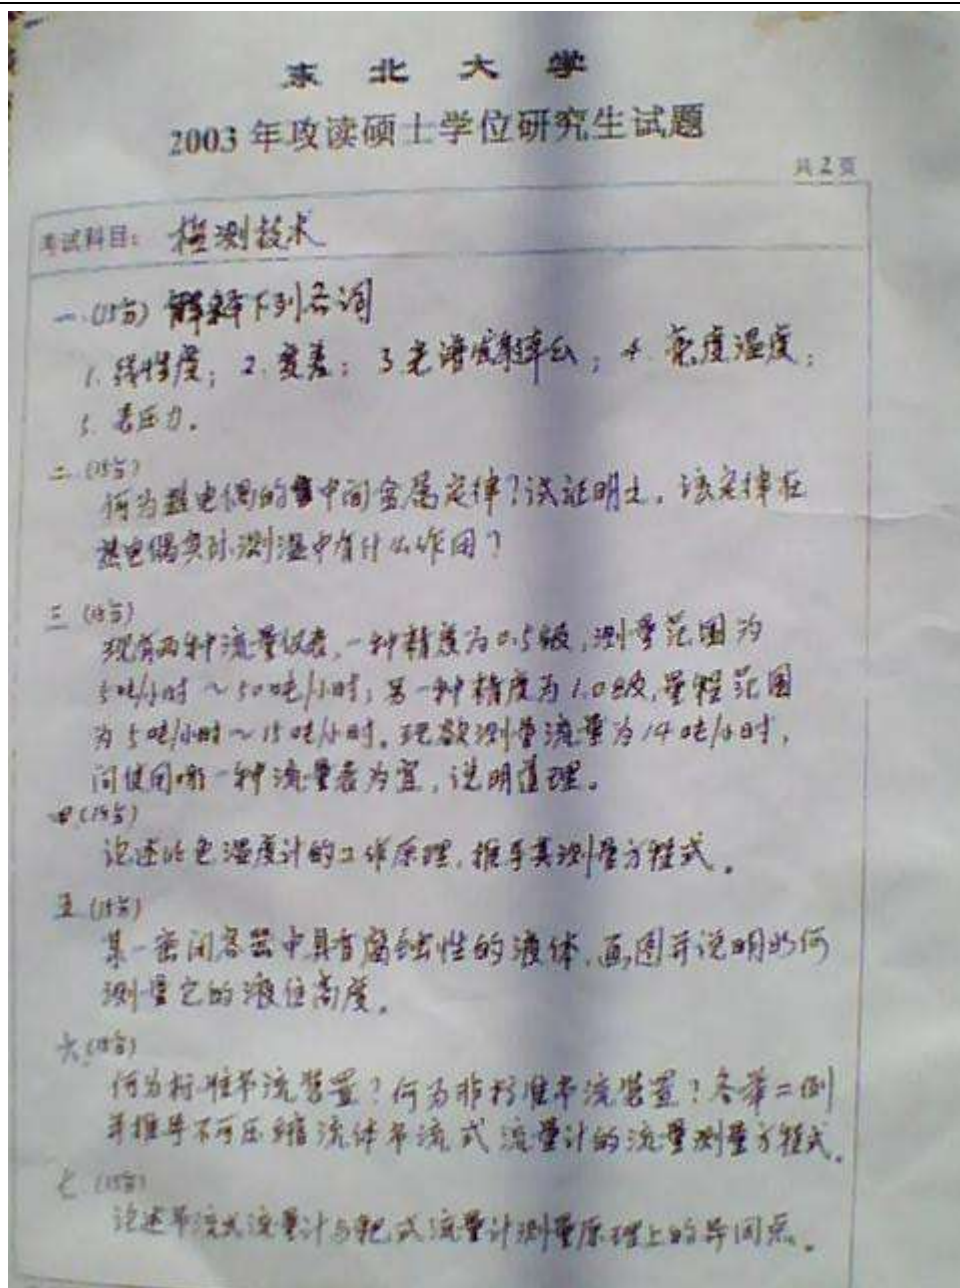 东 北 大 学
2003 年攻读硕士学位研究生试题
共 2 页
考试科目: 检测技术
一.(15分) 解释下列名词
1. 线性度; 2. 变差; 3 光谱发射率ελ; 4. 亮度温度;
5. 表压力。
二.(15分)
何为热电偶的中间金属定律?试证明之。该定律在
热电偶实际测温中有什么作用?
三 (15分)
现有两种流量仪表,一种精度为0.5级,测量范围为
5吨/小时 ~ 50吨/小时; 另一种精度为1.0级,量程范围
为 5吨/小时 ~ 15吨/小时。现欲测量流量为14吨/小时,
问使用哪一种流量表为宜,说明道理。
四.(15分)
论述比色温度计的工作原理,推导其测量方程式。
五 (15分)
某一密闭容器中具有腐蚀性的液体,画图并说明如何
测量它的液位高度。
六.(15分)
何为标准节流装置?何为非标准节流装置?各举二例
并推导不可压缩流体节流式流量计的流量测量方程式。
七 (15分)
论述节流式流量计与靶式流量计测量原理上的异同点。